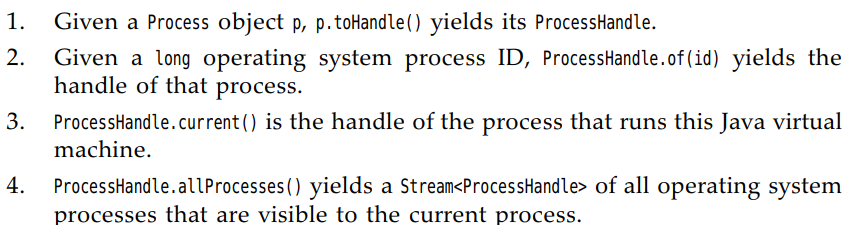 1. Given a Process object p, p.toHandle() yields its ProcessHandle.
2. Given a long operating system process ID, ProcessHandle.of(id) yields the
handle of that process.
3. ProcessHandle.current() is the handle of the process that runs this Java virtual
machine.
4. ProcessHandle.allProcesses() yields a Stream<ProcessHandle> of all operating system
processes that are visible to the current process.